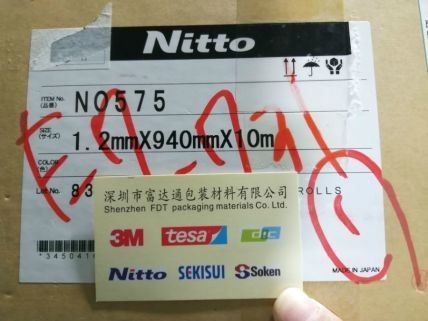 Nitto
ITEM No.
(品番)
NO575
SIZE
(サイズ)
1.2mmX940mmX10m
COLOR
(色)
Lot No. 83
ROLLS
深圳市富达通包装材料有限公司
Shenzhen FDT packaging materials Co. Ltd.
3M tesa dic
Nitto SEKISUI Soken
MADE IN JAPAN